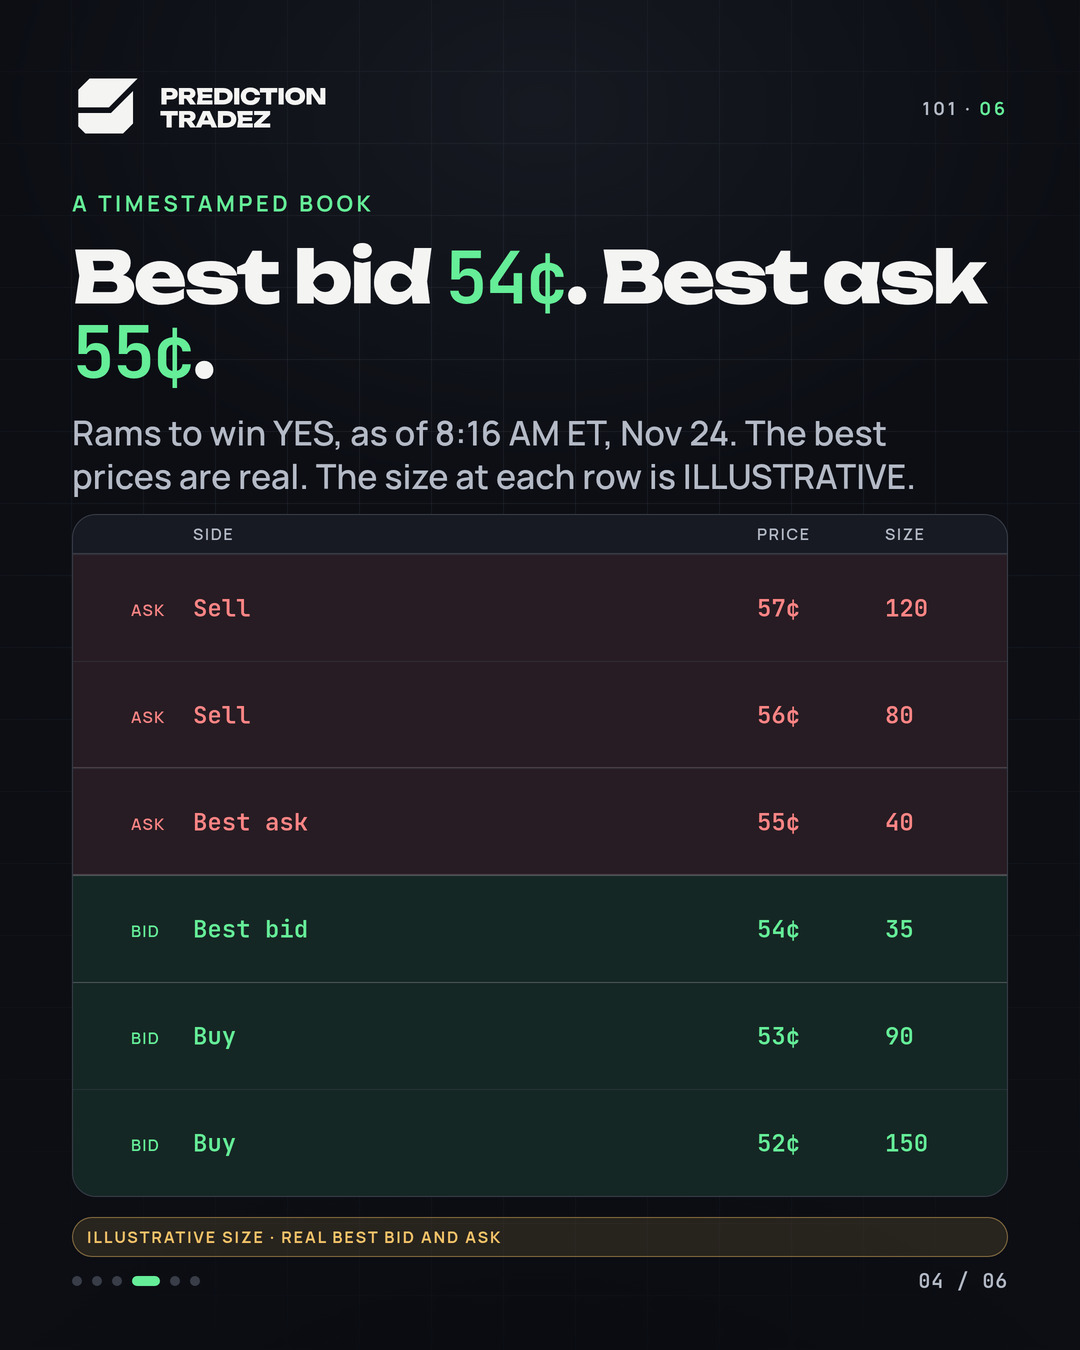 PREDICTION
TRADEZ
101 · 06
A TIMESTAMPED BOOK
Best bid 54¢. Best ask
55¢.
Rams to win YES, as of 8:16 AM ET, Nov 24. The best
prices are real. The size at each row is ILLUSTRATIVE.
SIDE PRICE SIZE
ASK Sell 57¢ 120
ASK Sell 56¢ 80
ASK Best ask 55¢ 40
BID Best bid 54¢ 35
BID Buy 53¢ 90
BID Buy 52¢ 150
ILLUSTRATIVE SIZE · REAL BEST BID AND ASK
04 / 06